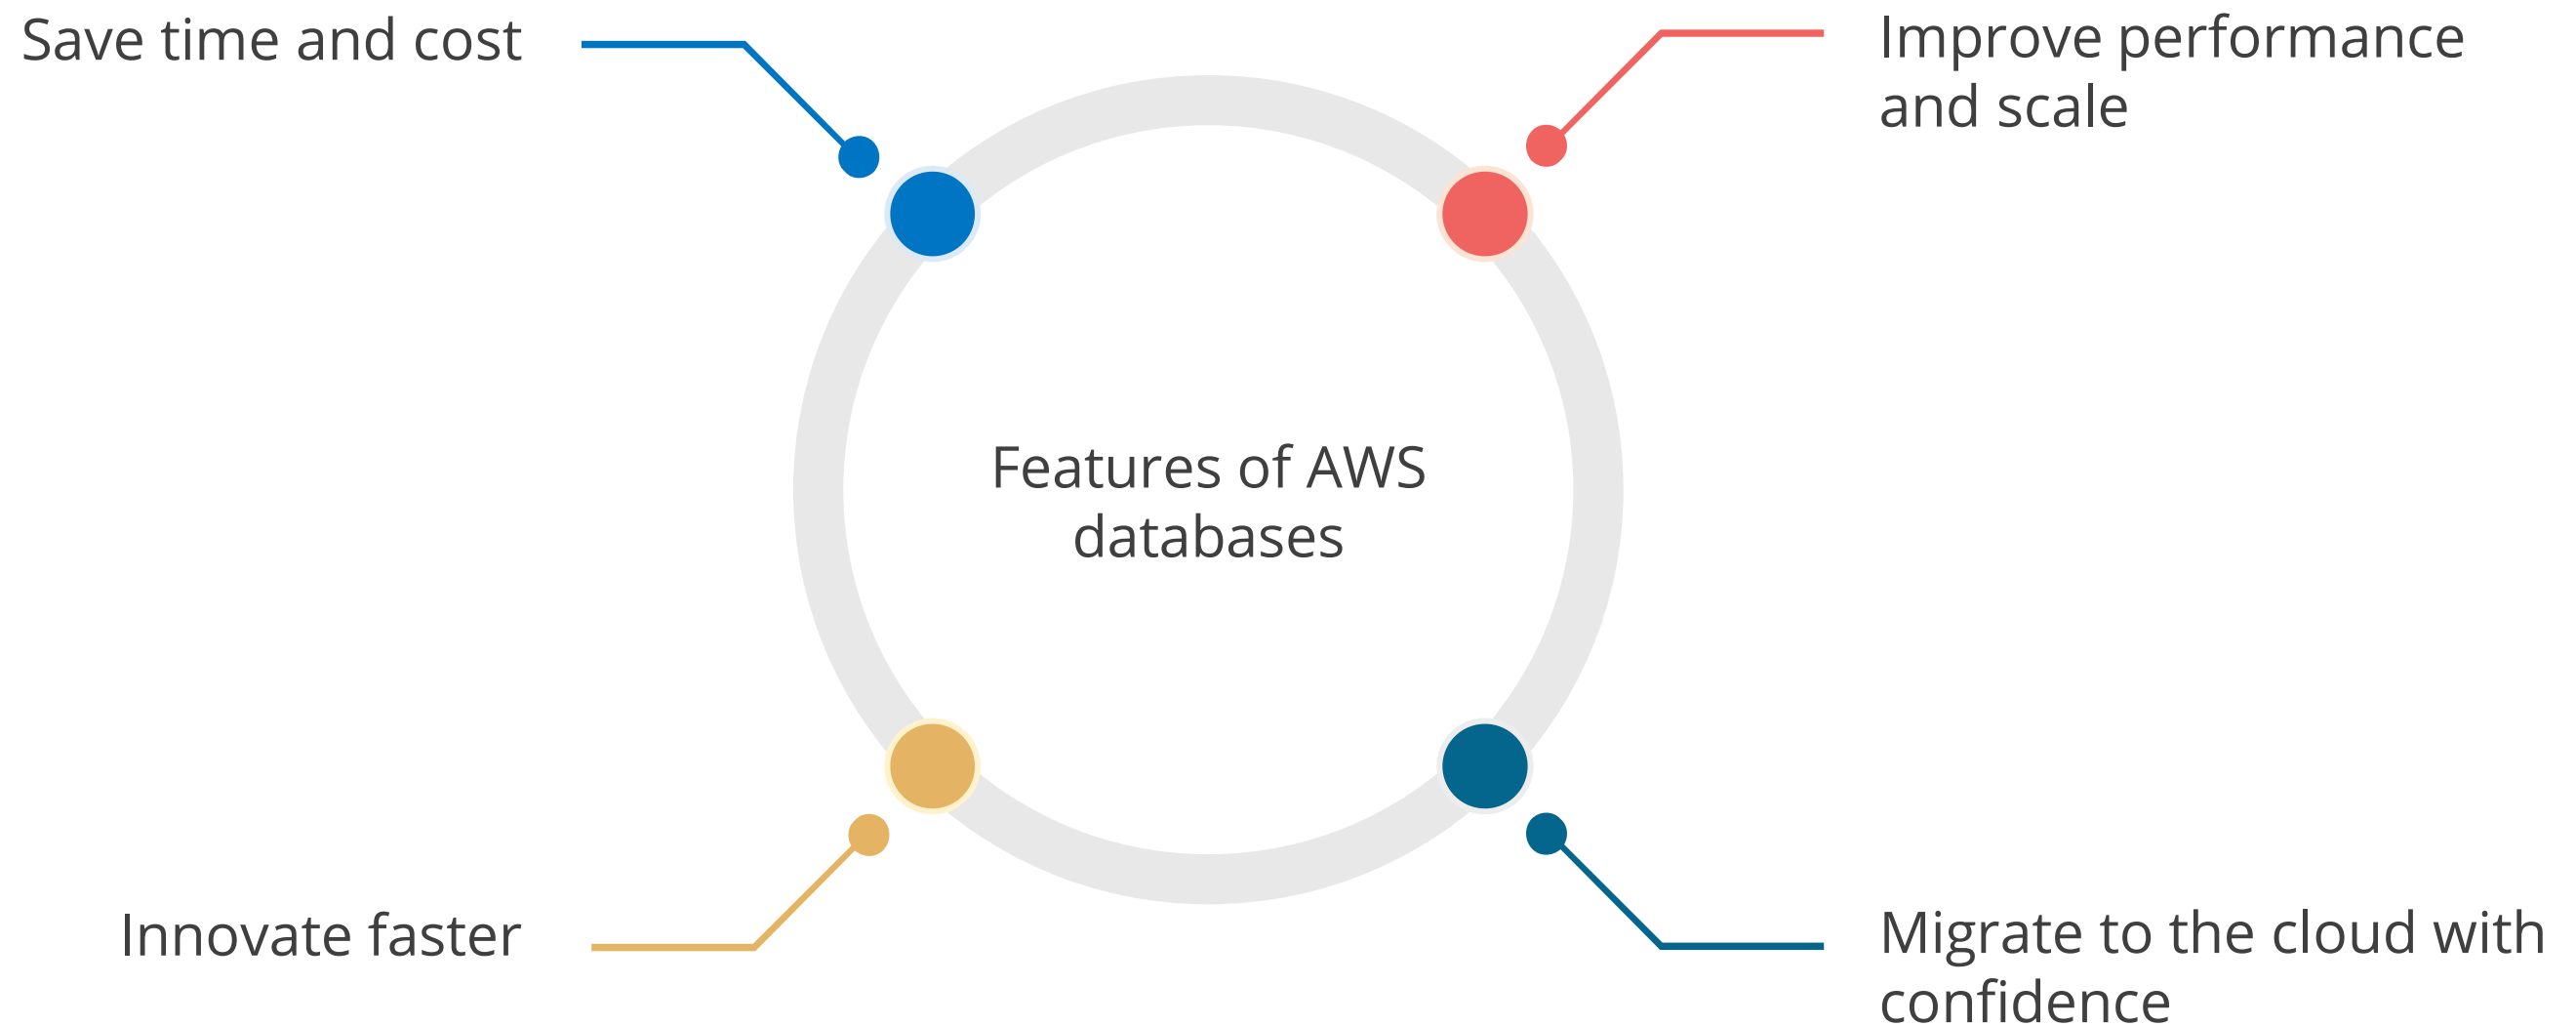 Save time and cost
Improve performance
and scale
Features of AWS
databases
Innovate faster
Migrate to the cloud with
confidence